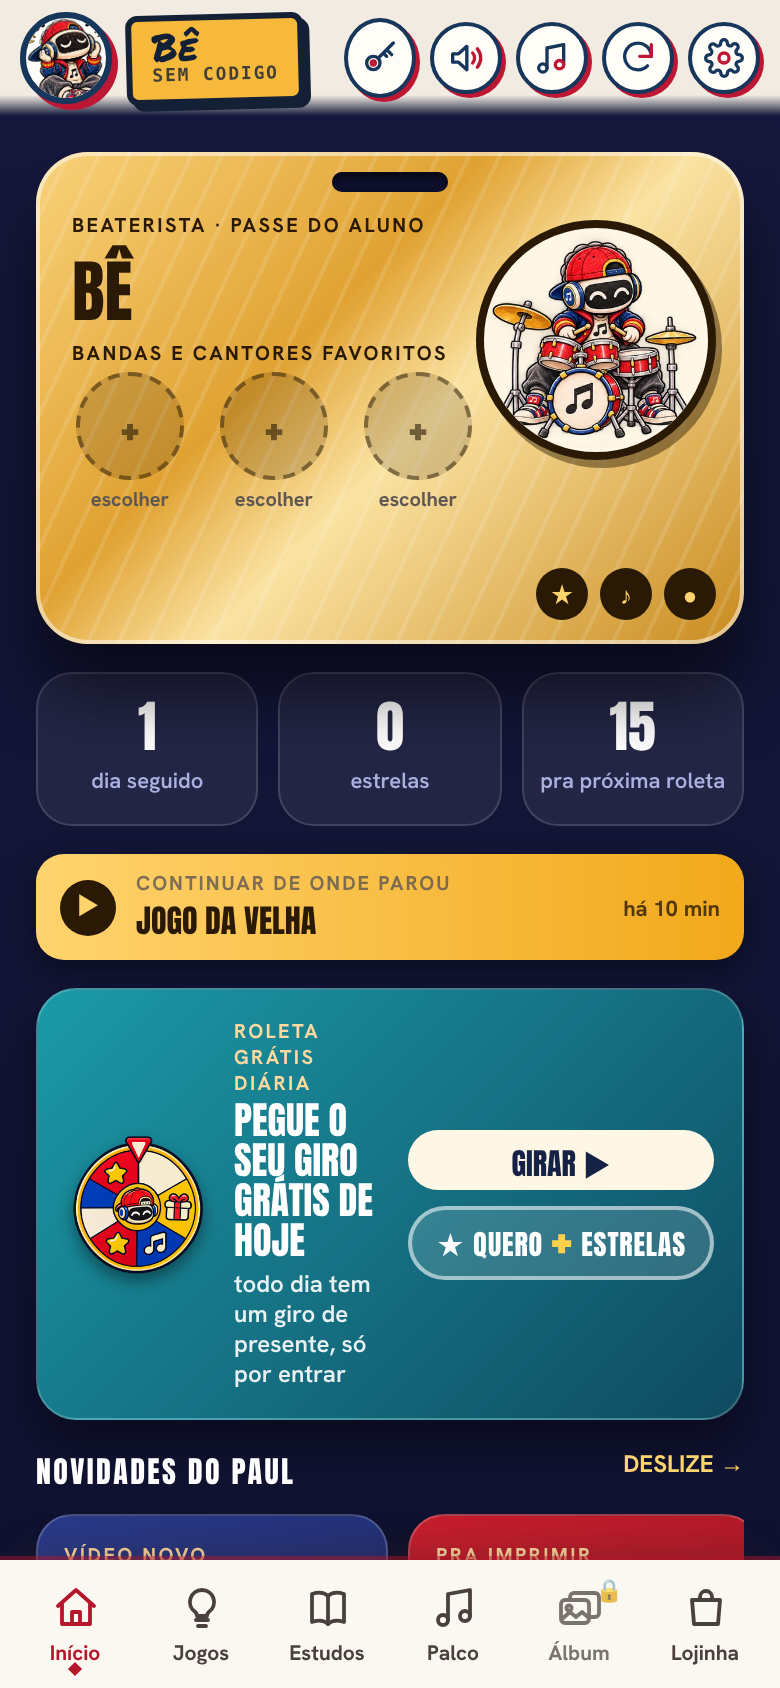 BÊ
SEM CODIGO
BEATERISTA · PASSE DO ALUNO
BÊ
BANDAS E CANTORES FAVORITOS
+ + +
escolher escolher escolher
★ ♪ ●
1 0 15
dia seguido estrelas pra próxima roleta
CONTINUAR DE ONDE PAROU
JOGO DA VELHA
há 10 min
ROLETA
GRÁTIS
DIÁRIA
PEGUE O
SEU GIRO
GRÁTIS DE
HOJE
todo dia tem
um giro de
presente, só
por entrar
GIRAR ▶
★ QUERO + ESTRELAS
NOVIDADES DO PAUL
DESLIZE →
VÍDEO NOVO
PRA IMPRIMIR
Início Jogos Estudos Palco Álbum Lojinha